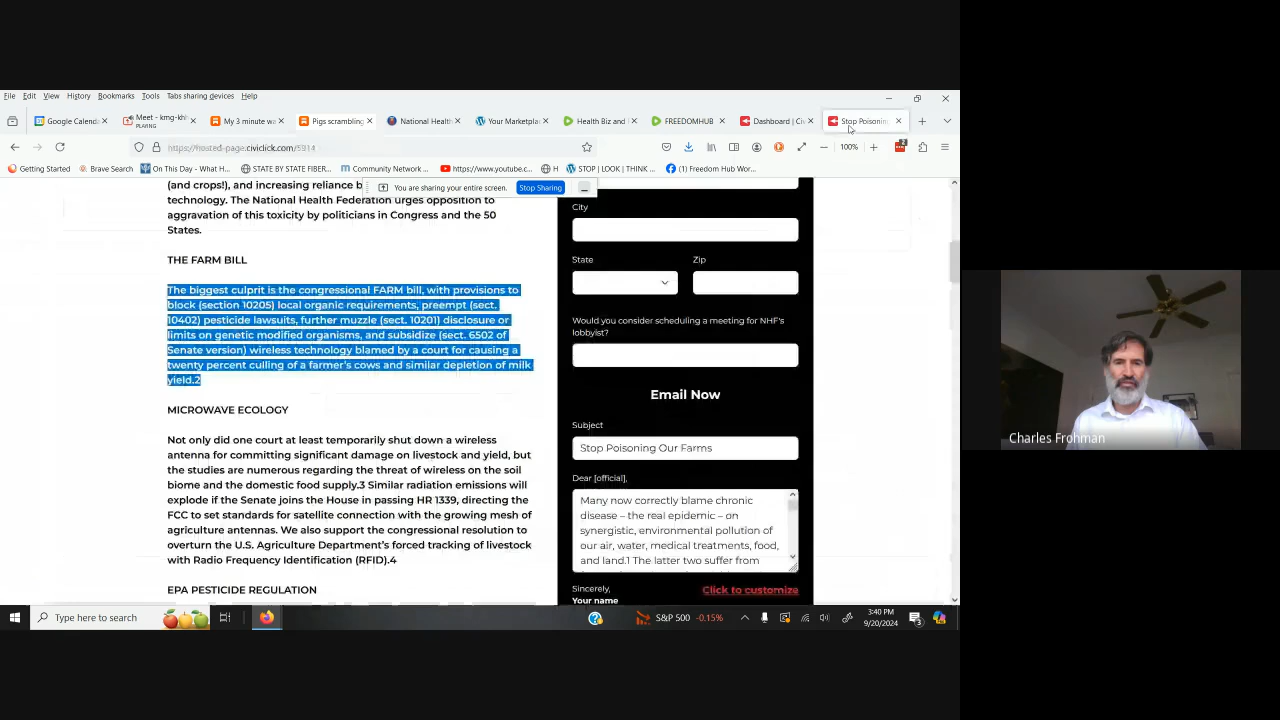 File Edit View History Bookmarks Tools Tabs sharing devices Help
Google Calenda
Meet - kmg-kh
PLAYING
My 3 minute wa
Pigs scrambling
National Health
Your Marketpla
Health Biz and
FREEDOMHUB
Dashboard | Ci
Stop Poisoning
https://hosted-page.civiclick.com/5314
100%
Getting Started
Brave Search
On This Day - What H...
STATE BY STATE FIBER...
Community Network ...
https://www.youtube.c...
H
STOP | LOOK | THINK ...
(1) Freedom Hub Wor...
You are sharing your entire screen. Stop Sharing
(and crops!), and increasing reliance
technology. The National Health Federation urges opposition to
aggravation of this toxicity by politicians in Congress and the 50
States.
THE FARM BILL
The biggest culprit is the congressional FARM bill, with provisions to
block (section 10205) local organic requirements, preempt (sect.
10402) pesticide lawsuits, further muzzle (sect. 10201) disclosure or
limits on genetic modified organisms, and subsidize (sect. 6502 of
Senate version) wireless technology blamed by a court for causing a
twenty percent culling of a farmer's cows and similar depletion of milk
yield.2
MICROWAVE ECOLOGY
Not only did one court at least temporarily shut down a wireless
antenna for committing significant damage on livestock and yield, but
the studies are numerous regarding the threat of wireless on the soil
biome and the domestic food supply.3 Similar radiation emissions will
explode if the Senate joins the House in passing HR 1339, directing the
FCC to set standards for satellite connection with the growing mesh of
agriculture antennas. We also support the congressional resolution to
overturn the U.S. Agriculture Department's forced tracking of livestock
with Radio Frequency Identification (RFID).4
EPA PESTICIDE REGULATION
City
State Zip
Would you consider scheduling a meeting for NHF's
lobbyist?
Email Now
Subject
Stop Poisoning Our Farms
Dear [official],
Many now correctly blame chronic
disease – the real epidemic – on
synergistic, environmental pollution of
our air, water, medical treatments, food,
and land.1 The latter two suffer from
Sincerely,
Your name
Click to customize
Charles Frohman
Type here to search
S&P 500 -0.15%
3:40 PM
9/20/2024
3